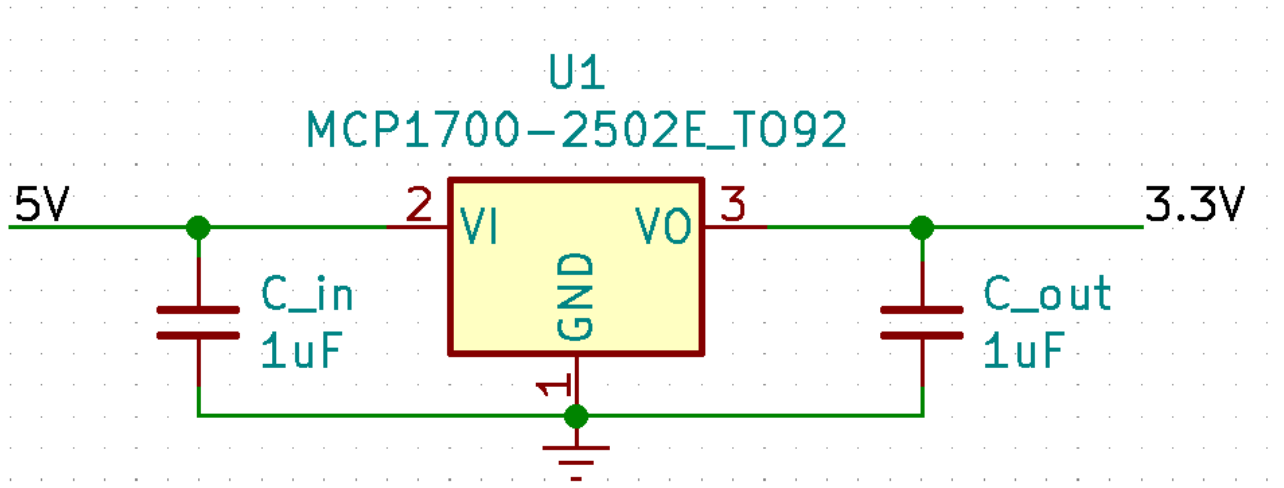 U1
MCP1700-2502E_TO92
5V
2
VI
VO
3
3.3V
GND
1
C_in
1uF
C_out
1uF